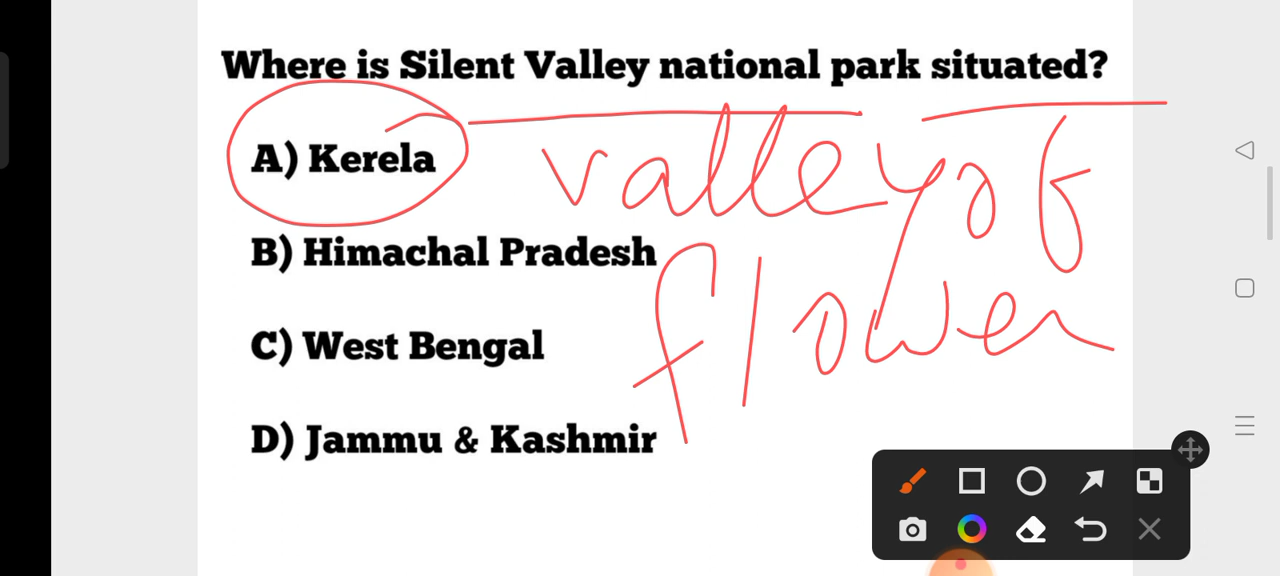 Where is Silent Valley national park situated?
A) Kerela
valley of
B) Himachal Pradesh
flower
C) West Bengal
D) Jammu & Kashmir